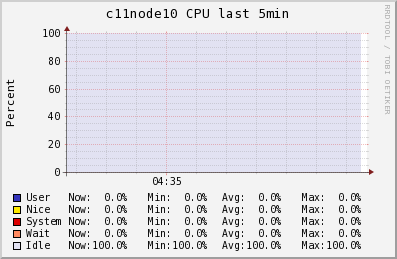 c11node10 CPU last 5min
RRDTOOL / TOBI OETIKER
Percent
100
80
60
40
20
0
04:35
User Now: 0.0% Min: 0.0% Avg: 0.0% Max: 0.0%
Nice Now: 0.0% Min: 0.0% Avg: 0.0% Max: 0.0%
System Now: 0.0% Min: 0.0% Avg: 0.0% Max: 0.0%
Wait Now: 0.0% Min: 0.0% Avg: 0.0% Max: 0.0%
Idle Now:100.0% Min:100.0% Avg:100.0% Max:100.0%